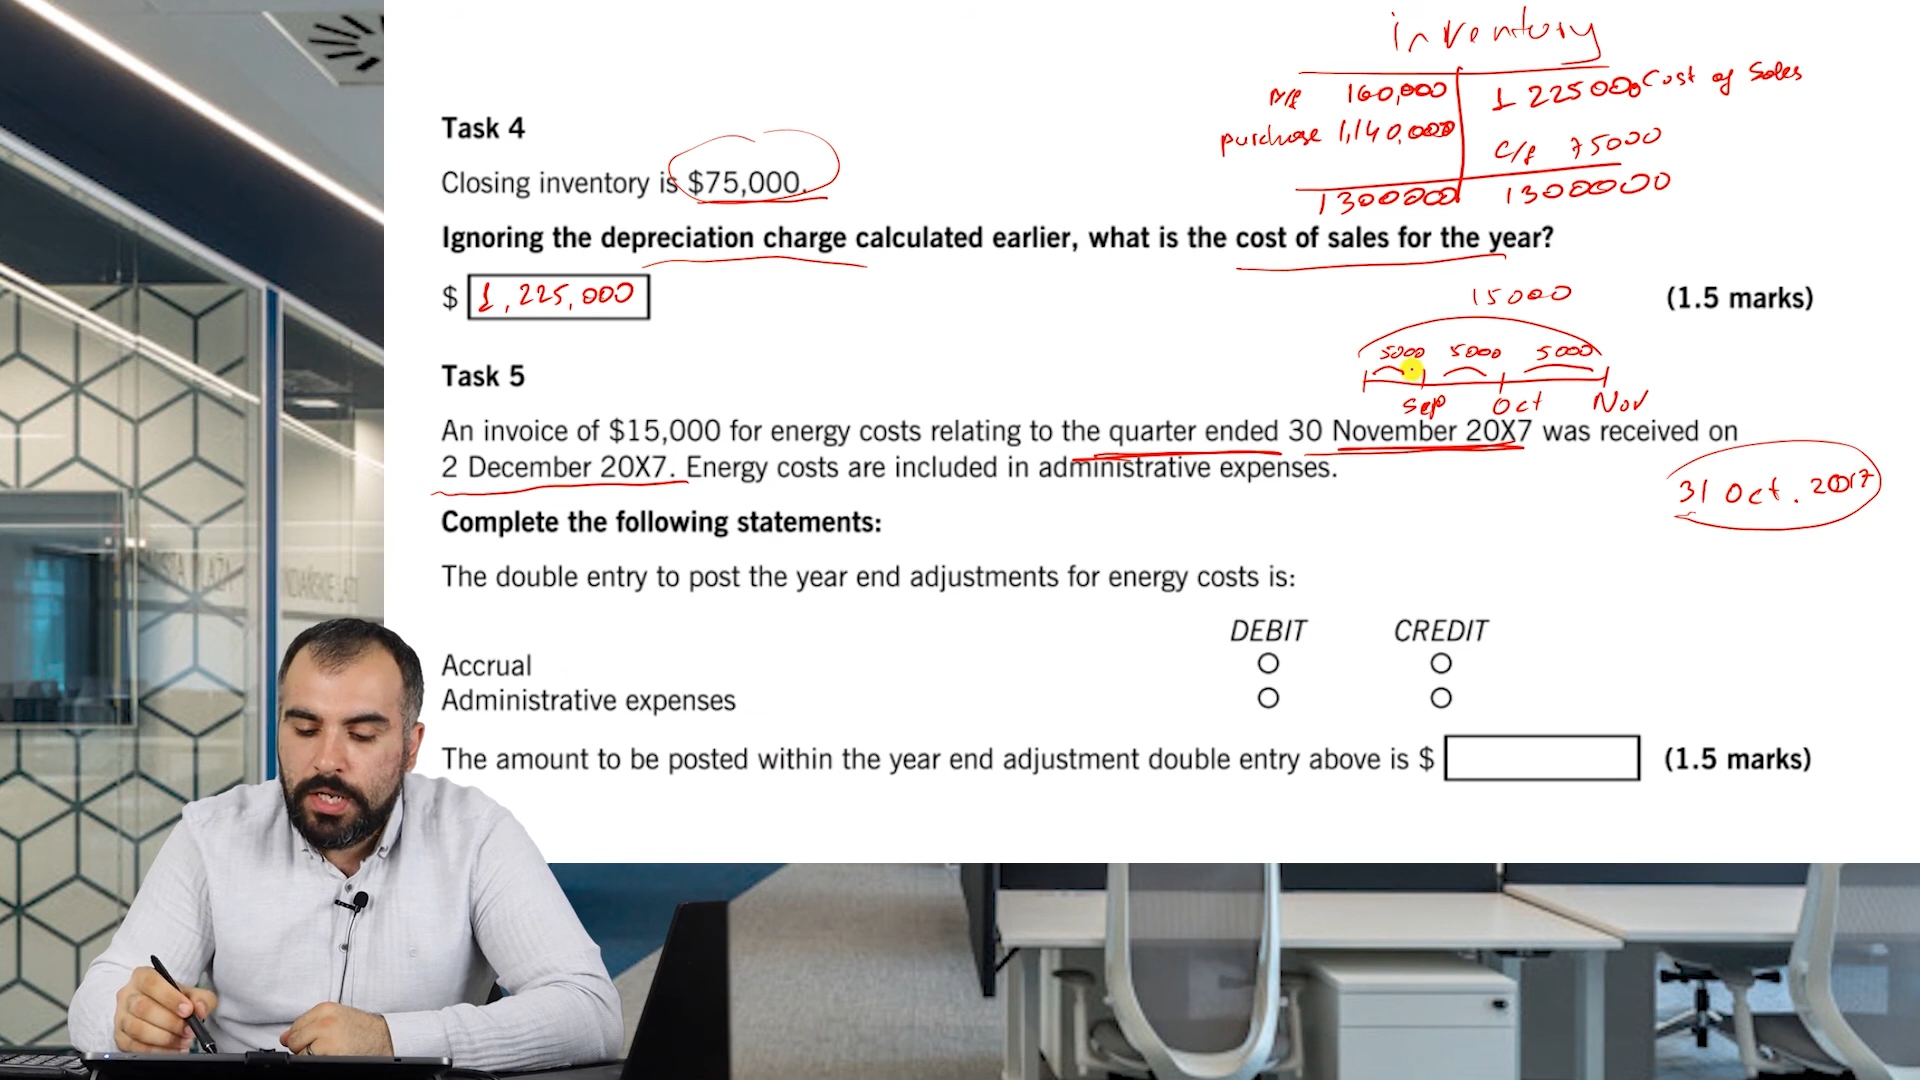 inventory
B/f 160,000 1 225000 Cost of Sales
purchase 1,140,000
C/f 75000
1300000 1300000
Task 4
Closing inventory is $75,000.
Ignoring the depreciation charge calculated earlier, what is the cost of sales for the year?
$ 1,225,000 (1.5 marks)
15000
5000 5000 5000
Sep Oct Nov
Task 5
An invoice of $15,000 for energy costs relating to the quarter ended 30 November 20X7 was received on
2 December 20X7. Energy costs are included in administrative expenses.
31 Oct. 2017
Complete the following statements:
The double entry to post the year end adjustments for energy costs is:
DEBIT CREDIT
Accrual
Administrative expenses
The amount to be posted within the year end adjustment double entry above is $ (1.5 marks)